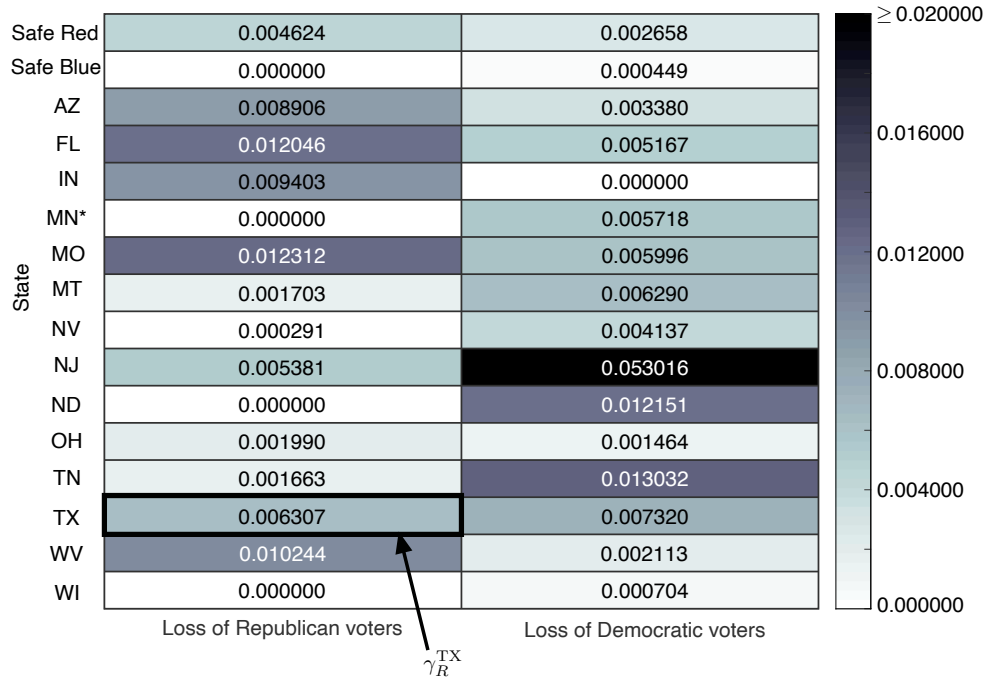 ≥ 0.020000
Safe Red 0.004624 0.002658
Safe Blue 0.000000 0.000449
AZ 0.008906 0.003380
0.016000
FL 0.012046 0.005167
IN 0.009403 0.000000
MN* 0.000000 0.005718
0.012000
MO 0.012312 0.005996
State
MT 0.001703 0.006290
NV 0.000291 0.004137
NJ 0.005381 0.053016
0.008000
ND 0.000000 0.012151
OH 0.001990 0.001464
TN 0.001663 0.013032
0.004000
TX 0.006307 0.007320
WV 0.010244 0.002113
WI 0.000000 0.000704
0.000000
Loss of Republican voters Loss of Democratic voters
γ_R^TX